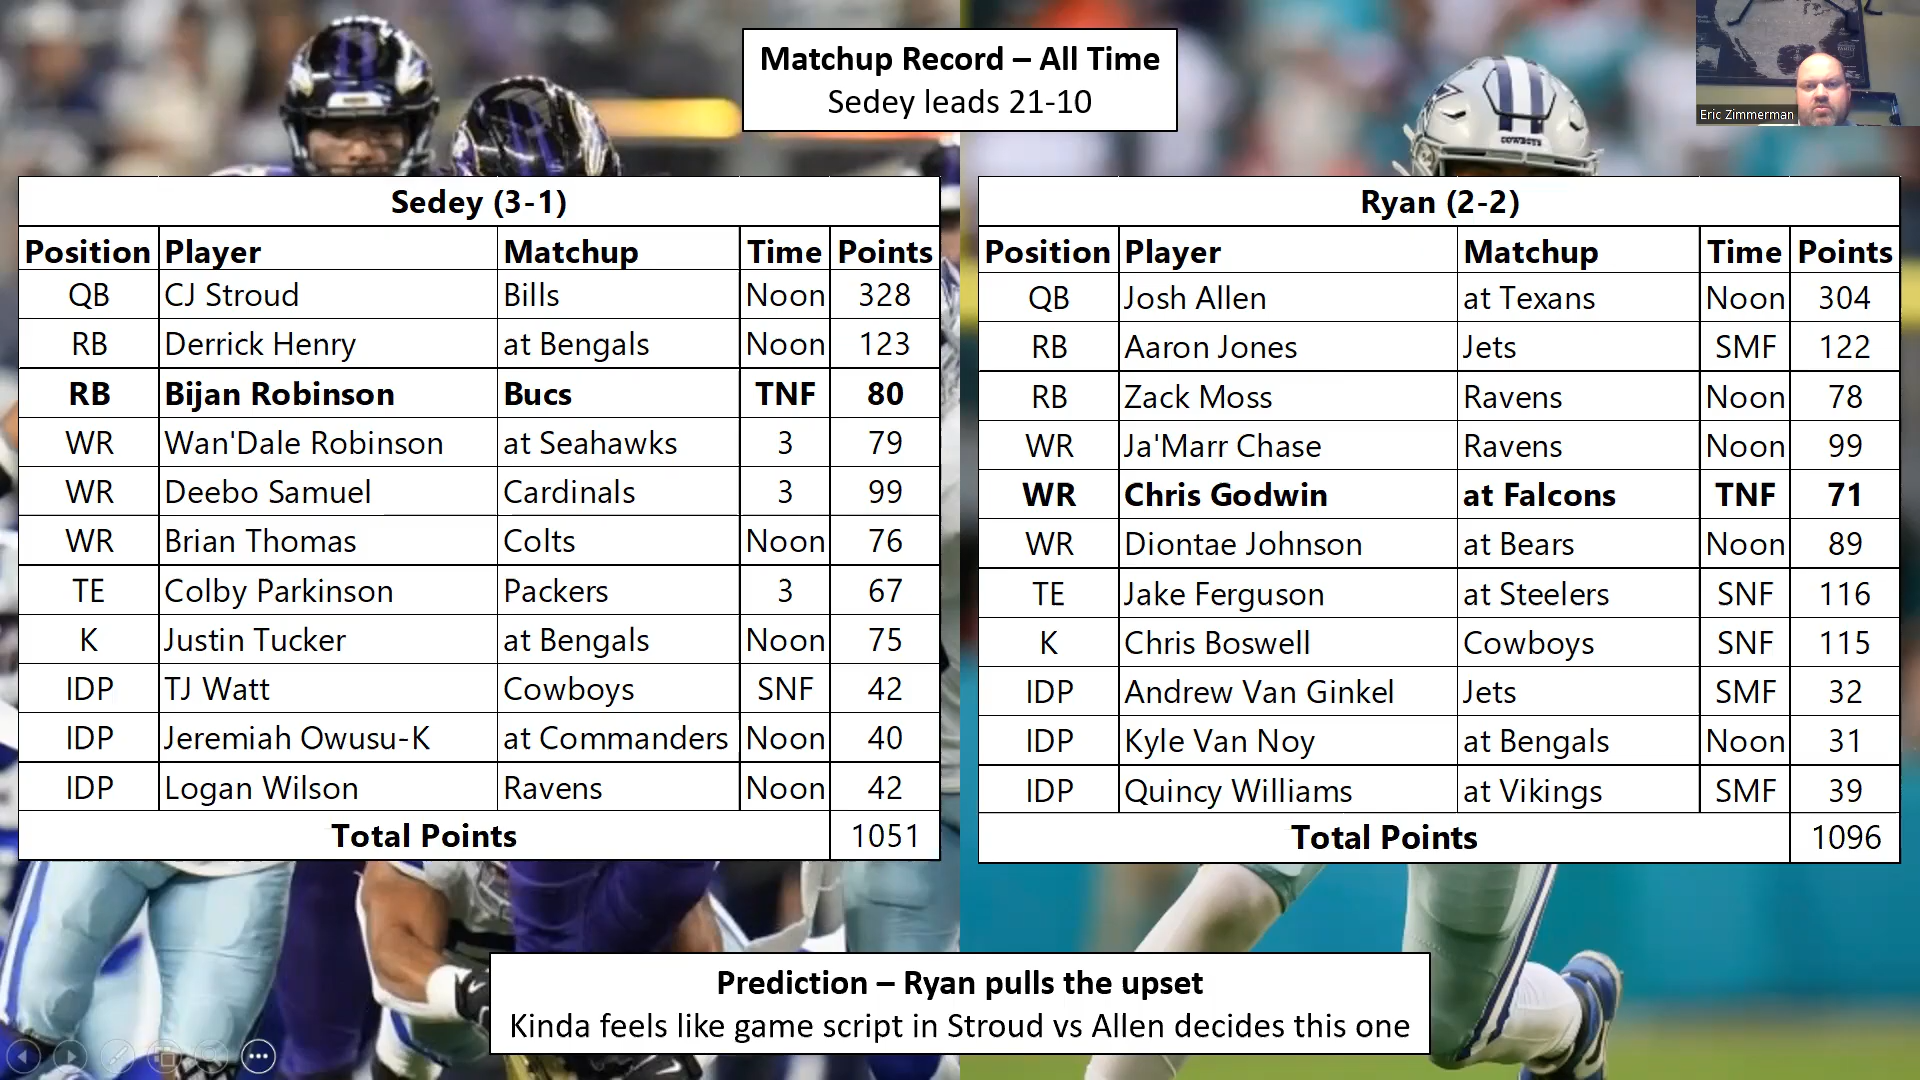 Matchup Record – All Time
Sedey leads 21-10
Eric Zimmerman
COWBOYS
Sedey (3-1)
Position Player Matchup Time Points
QB CJ Stroud Bills Noon 328
RB Derrick Henry at Bengals Noon 123
RB Bijan Robinson Bucs TNF 80
WR Wan'Dale Robinson at Seahawks 3 79
WR Deebo Samuel Cardinals 3 99
WR Brian Thomas Colts Noon 76
TE Colby Parkinson Packers 3 67
K Justin Tucker at Bengals Noon 75
IDP TJ Watt Cowboys SNF 42
IDP Jeremiah Owusu-K at Commanders Noon 40
IDP Logan Wilson Ravens Noon 42
Total Points 1051
Ryan (2-2)
Position Player Matchup Time Points
QB Josh Allen at Texans Noon 304
RB Aaron Jones Jets SMF 122
RB Zack Moss Ravens Noon 78
WR Ja'Marr Chase Ravens Noon 99
WR Chris Godwin at Falcons TNF 71
WR Diontae Johnson at Bears Noon 89
TE Jake Ferguson at Steelers SNF 116
K Chris Boswell Cowboys SNF 115
IDP Andrew Van Ginkel Jets SMF 32
IDP Kyle Van Noy at Bengals Noon 31
IDP Quincy Williams at Vikings SMF 39
Total Points 1096
Prediction – Ryan pulls the upset
Kinda feels like game script in Stroud vs Allen decides this one